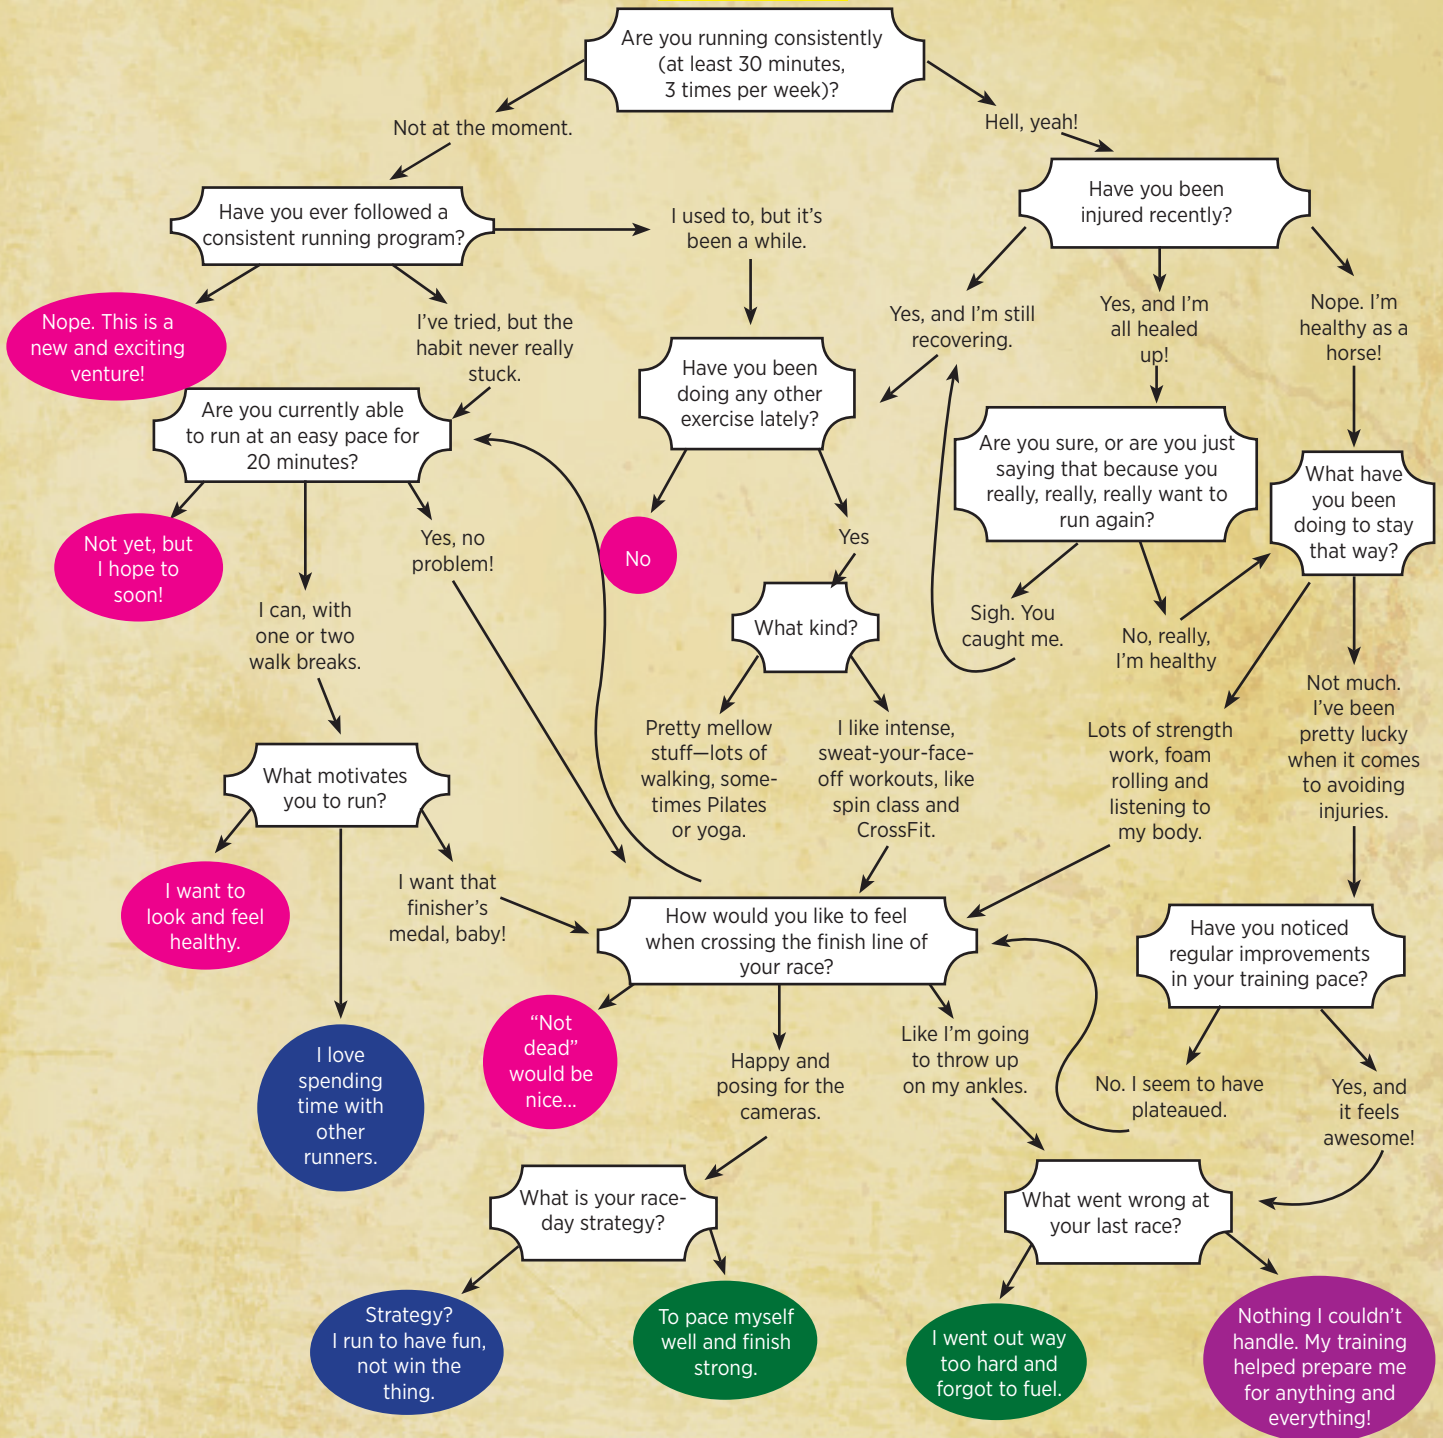 Are you running consistently
(at least 30 minutes,
3 times per week)?
Not at the moment.
Hell, yeah!
Have you ever followed a
consistent running program?
I used to, but it's
been a while.
Have you been
injured recently?
Nope. This is a
new and exciting
venture!
I've tried, but the
habit never really
stuck.
Yes, and I'm still
recovering.
Yes, and I'm
all healed
up!
Nope. I'm
healthy as a
horse!
Have you been
doing any other
exercise lately?
Are you currently able
to run at an easy pace for
20 minutes?
Are you sure, or are you just
saying that because you
really, really, really want to
run again?
What have
you been
doing to stay
that way?
Not yet, but
I hope to
soon!
Yes, no
problem!
No
Yes
I can, with
one or two
walk breaks.
What kind?
Sigh. You
caught me.
No, really,
I'm healthy
Not much.
I've been
pretty lucky
when it comes
to avoiding
injuries.
Pretty mellow
stuff—lots of
walking, some-
times Pilates
or yoga.
I like intense,
sweat-your-face-
off workouts, like
spin class and
CrossFit.
Lots of strength
work, foam
rolling and
listening to
my body.
What motivates
you to run?
I want to
look and feel
healthy.
I want that
finisher's
medal, baby!
How would you like to feel
when crossing the finish line of
your race?
Have you noticed
regular improvements
in your training pace?
I love
spending
time with
other
runners.
“Not
dead”
would be
nice...
Happy and
posing for the
cameras.
Like I'm going
to throw up
on my ankles.
No. I seem to have
plateaued.
Yes, and
it feels
awesome!
What is your race-
day strategy?
What went wrong at
your last race?
Strategy?
I run to have fun,
not win the
thing.
To pace myself
well and finish
strong.
I went out way
too hard and
forgot to fuel.
Nothing I couldn't
handle. My training
helped prepare me
for anything and
everything!